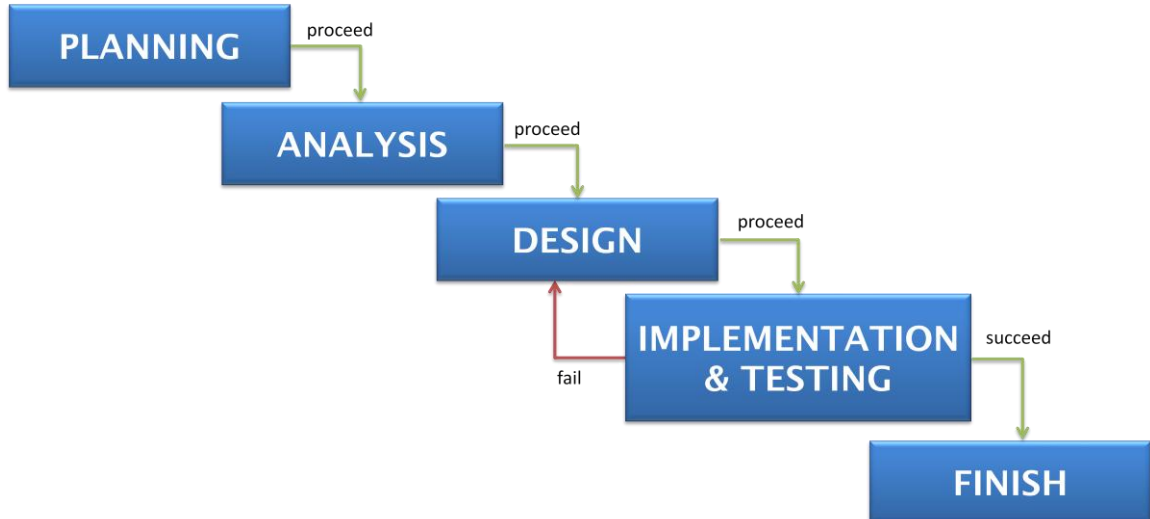 PLANNING
proceed
ANALYSIS
proceed
DESIGN
proceed
IMPLEMENTATION
& TESTING
succeed
fail
FINISH